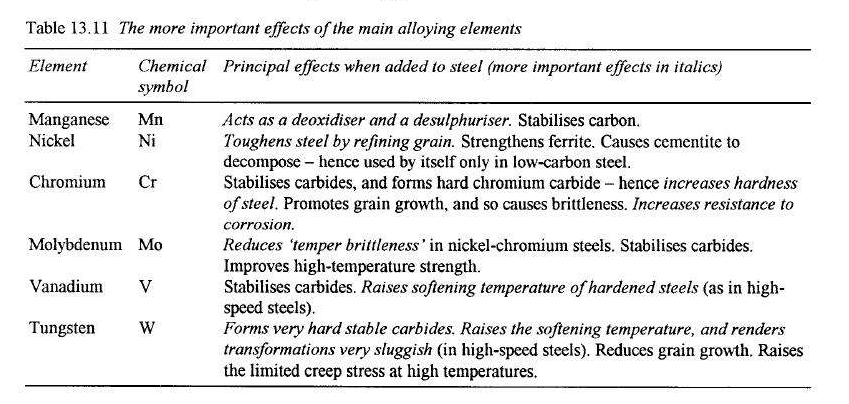 Table 13.11 The more important effects of the main alloying elements
Element Chemical symbol Principal effects when added to steel (more important effects in italics)
Manganese Mn Acts as a deoxidiser and a desulphuriser. Stabilises carbon.
Nickel Ni Toughens steel by refining grain. Strengthens ferrite. Causes cementite to
decompose – hence used by itself only in low-carbon steel.
Chromium Cr Stabilises carbides, and forms hard chromium carbide – hence increases hardness
of steel. Promotes grain growth, and so causes brittleness. Increases resistance to
corrosion.
Molybdenum Mo Reduces ‘temper brittleness’ in nickel-chromium steels. Stabilises carbides.
Improves high-temperature strength.
Vanadium V Stabilises carbides. Raises softening temperature of hardened steels (as in high-
speed steels).
Tungsten W Forms very hard stable carbides. Raises the softening temperature, and renders
transformations very sluggish (in high-speed steels). Reduces grain growth. Raises
the limited creep stress at high temperatures.